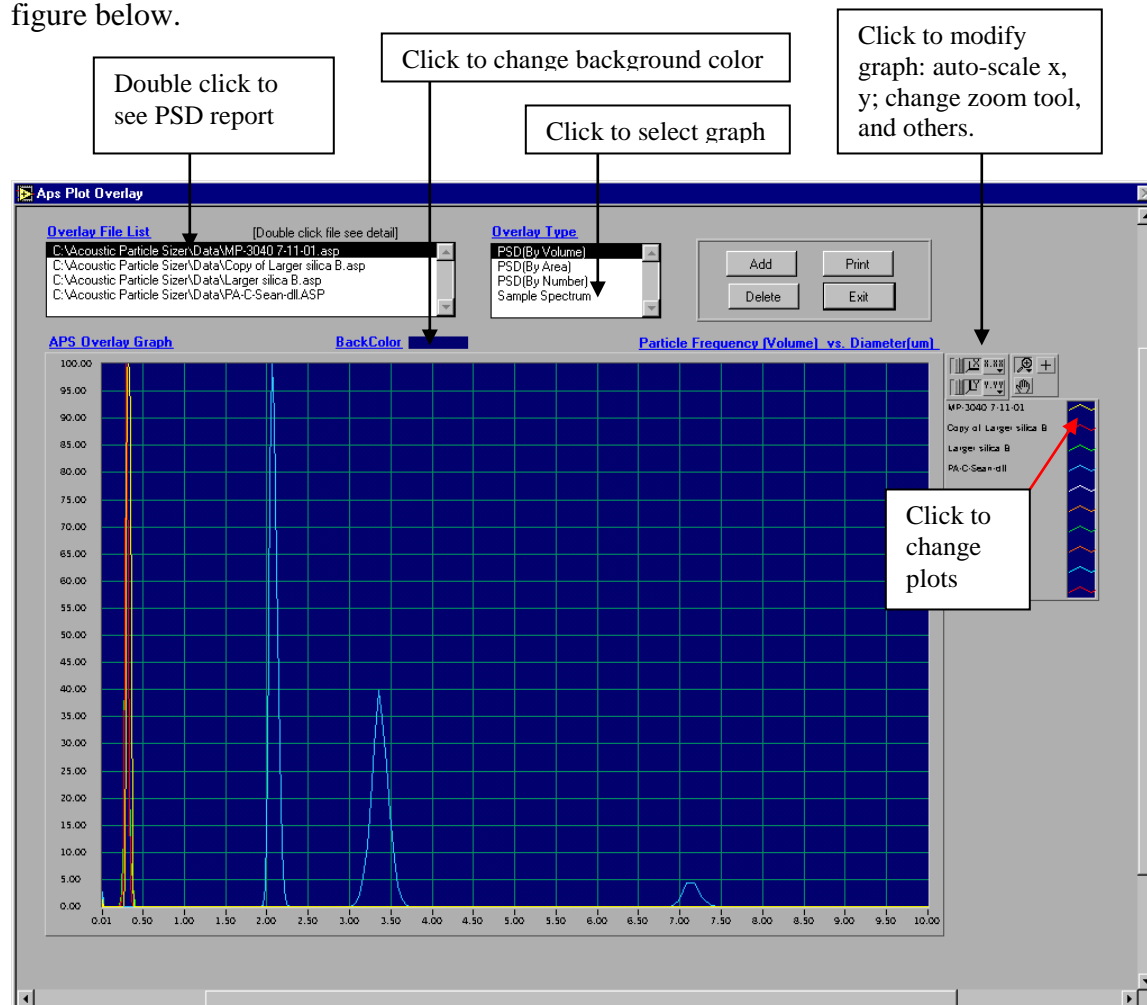 figure below.
Double click to
see PSD report
Click to change background color
Click to select graph
Click to modify
graph: auto-scale x,
y; change zoom tool,
and others.
Aps Plot Overlay
Overlay File List [Double click file see detail]
C:\Acoustic Particle Sizer\Data\MP-3040 7-11-01.asp
C:\Acoustic Particle Sizer\Data\Copy of Larger silica B.asp
C:\Acoustic Particle Sizer\Data\Larger silica B.asp
C:\Acoustic Particle Sizer\Data\PA-C-Sean-dll.ASP
Overlay Type
PSD(By Volume)
PSD(By Area)
PSD(By Number)
Sample Spectrum
Add Print
Delete Exit
APS Overlay Graph BackColor Particle Frequency (Volume) vs. Diameter(um)
100.00
95.00
90.00
85.00
80.00
75.00
70.00
65.00
60.00
55.00
50.00
45.00
40.00
35.00
30.00
25.00
20.00
15.00
10.00
5.00
0.00
0.01 0.50 1.00 1.50 2.00 2.50 3.00 3.50 4.00 4.50 5.00 5.50 6.00 6.50 7.00 7.50 8.00 8.50 9.00 9.50 10.00
X X.XX
Y Y.YY
MP-3040 7-11-01
Copy of Larger silica B
Larger silica B
PA-C-Sean-dll
Click to
change
plots